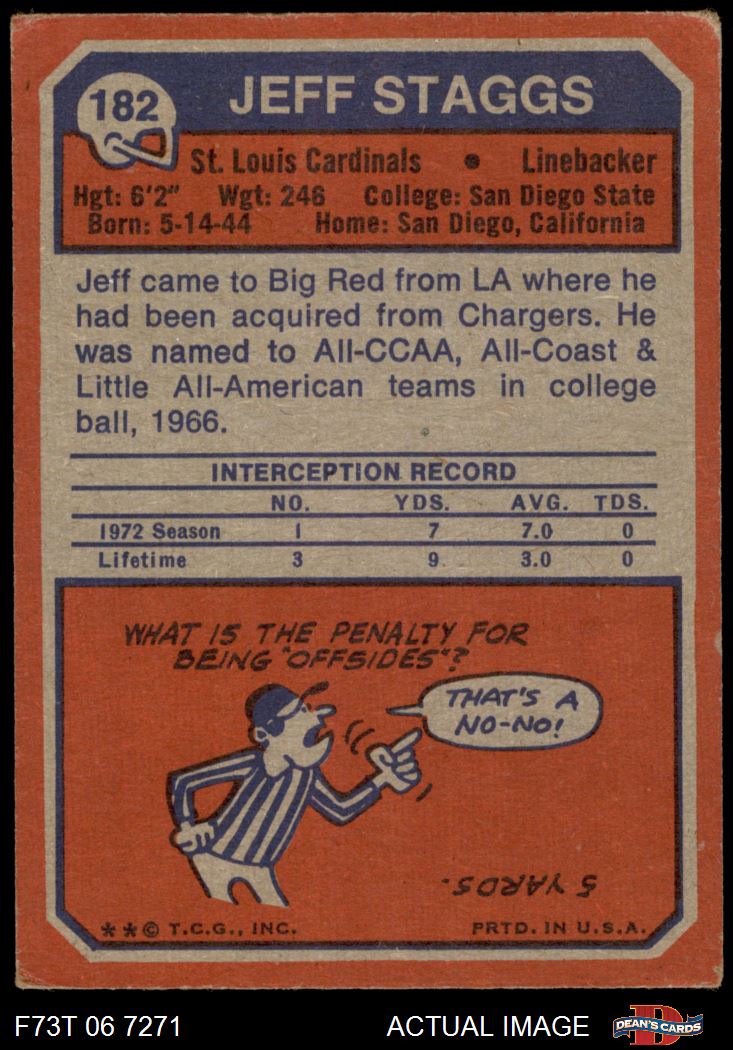 182 JEFF STAGGS
St. Louis Cardinals • Linebacker
Hgt: 6'2" Wgt: 246 College: San Diego State
Born: 5-14-44 Home: San Diego, California
Jeff came to Big Red from LA where he
had been acquired from Chargers. He
was named to All-CCAA, All-Coast &
Little All-American teams in college
ball, 1966.
INTERCEPTION RECORD
NO. YDS. AVG. TDS.
1972 Season 1 7 7.0 0
Lifetime 3 9 3.0 0
WHAT IS THE PENALTY FOR
BEING "OFFSIDES"?
THAT'S A
NO-NO!
5 YARDS.
**© T.C.G., INC. PRTD. IN U.S.A.
F73T 06 7271 ACTUAL IMAGE DEAN'S CARDS